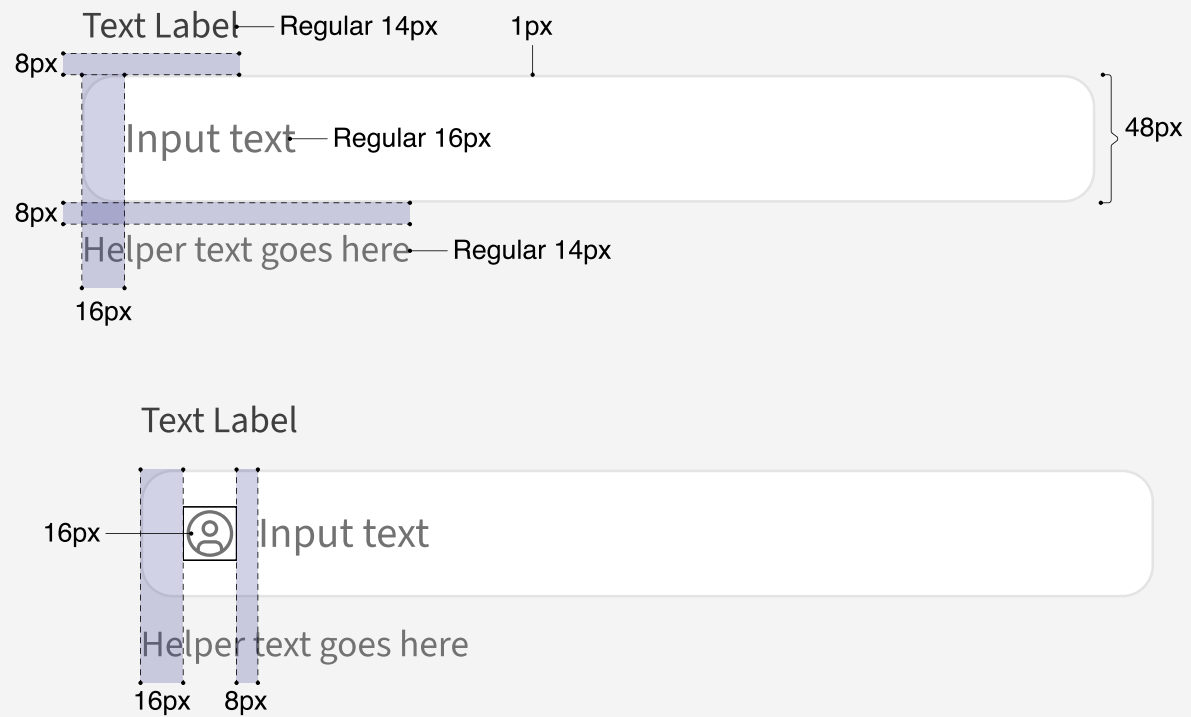 Text Label
Regular 14px
1px
8px
Input text
Regular 16px
48px
8px
Helper text goes here
Regular 14px
16px
Text Label
16px
Input text
Helper text goes here
16px
8px